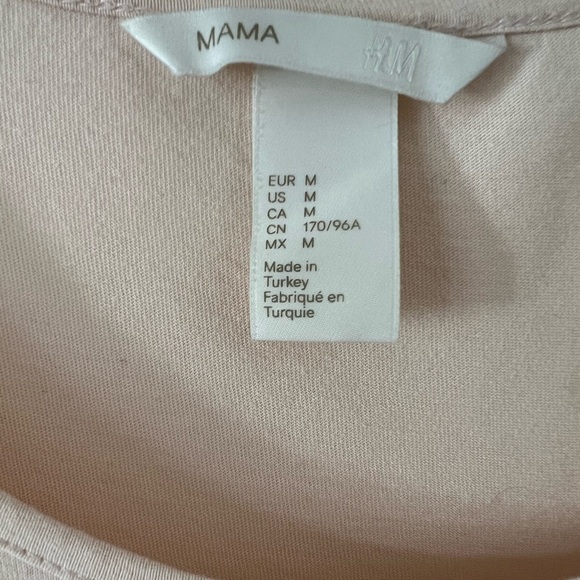 MAMA H&M
EUR M
US M
CA M
CN 170/96A
MX M
Made in
Turkey
Fabriqué en
Turquie